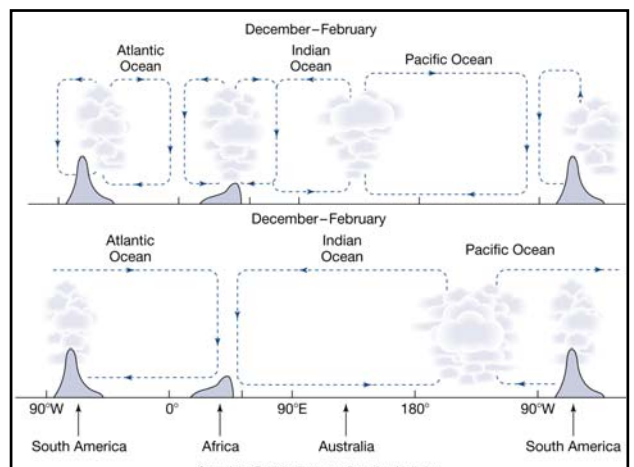 December–February
Atlantic
Ocean
Indian
Ocean
Pacific Ocean
December–February
Atlantic
Ocean
Indian
Ocean
Pacific Ocean
90°W
0°
90°E
180°
90°W
South America
Africa
Australia
South America